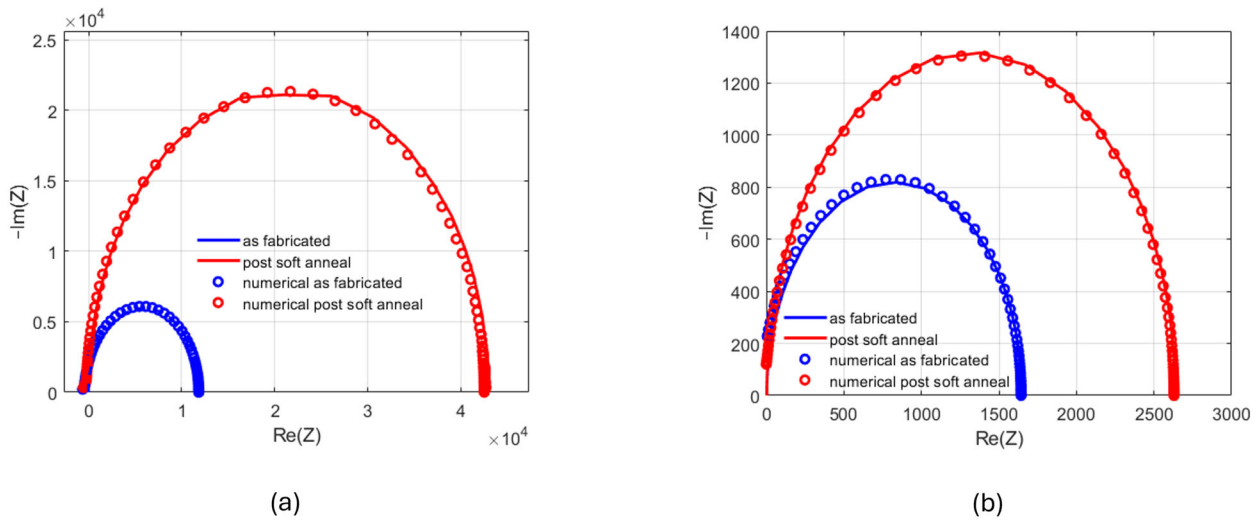 ×10⁴
2.5
2
1.5
1
0.5
0
−Im(Z)
as fabricated
post soft anneal
numerical as fabricated
numerical post soft anneal
0 1 2 3 4
Re(Z)
×10⁴
(a)
1400
1200
1000
800
600
400
200
0
−Im(Z)
as fabricated
post soft anneal
numerical as fabricated
numerical post soft anneal
0 500 1000 1500 2000 2500 3000
Re(Z)
(b)